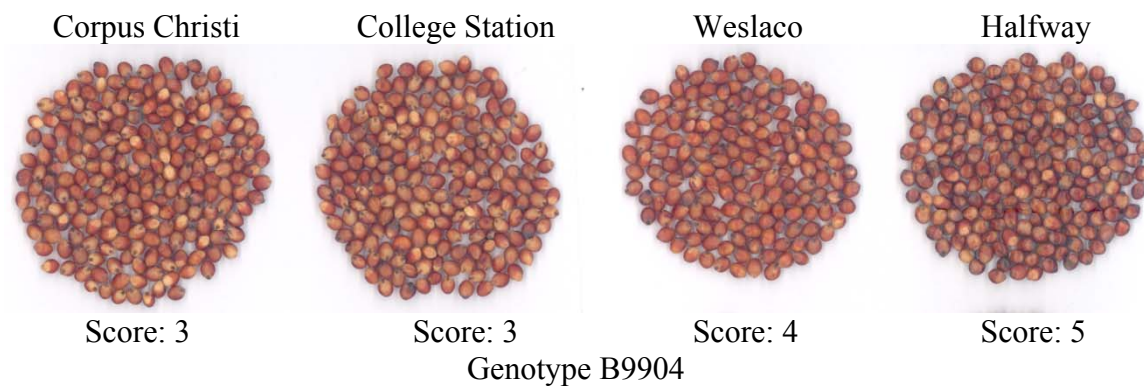 Corpus Christi College Station Weslaco Halfway
Score: 3 Score: 3 Score: 4 Score: 5
Genotype B9904